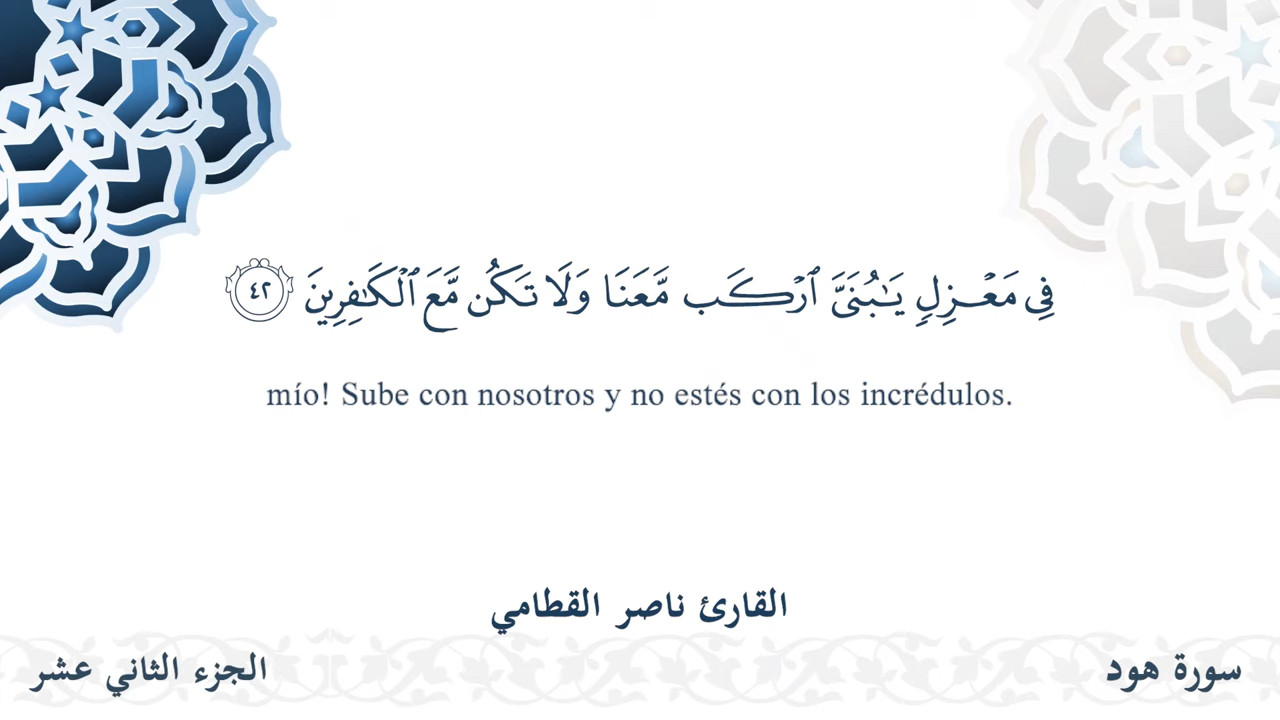 فِى مَعْزِلٍ يَـٰبُنَىَّ ٱرْكَب مَّعَنَا وَلَا تَكُن مَّعَ ٱلْكَـٰفِرِينَ ٤٢
mío! Sube con nosotros y no estés con los incrédulos.
القارئ ناصر القطامي
سورة هود
الجزء الثاني عشر